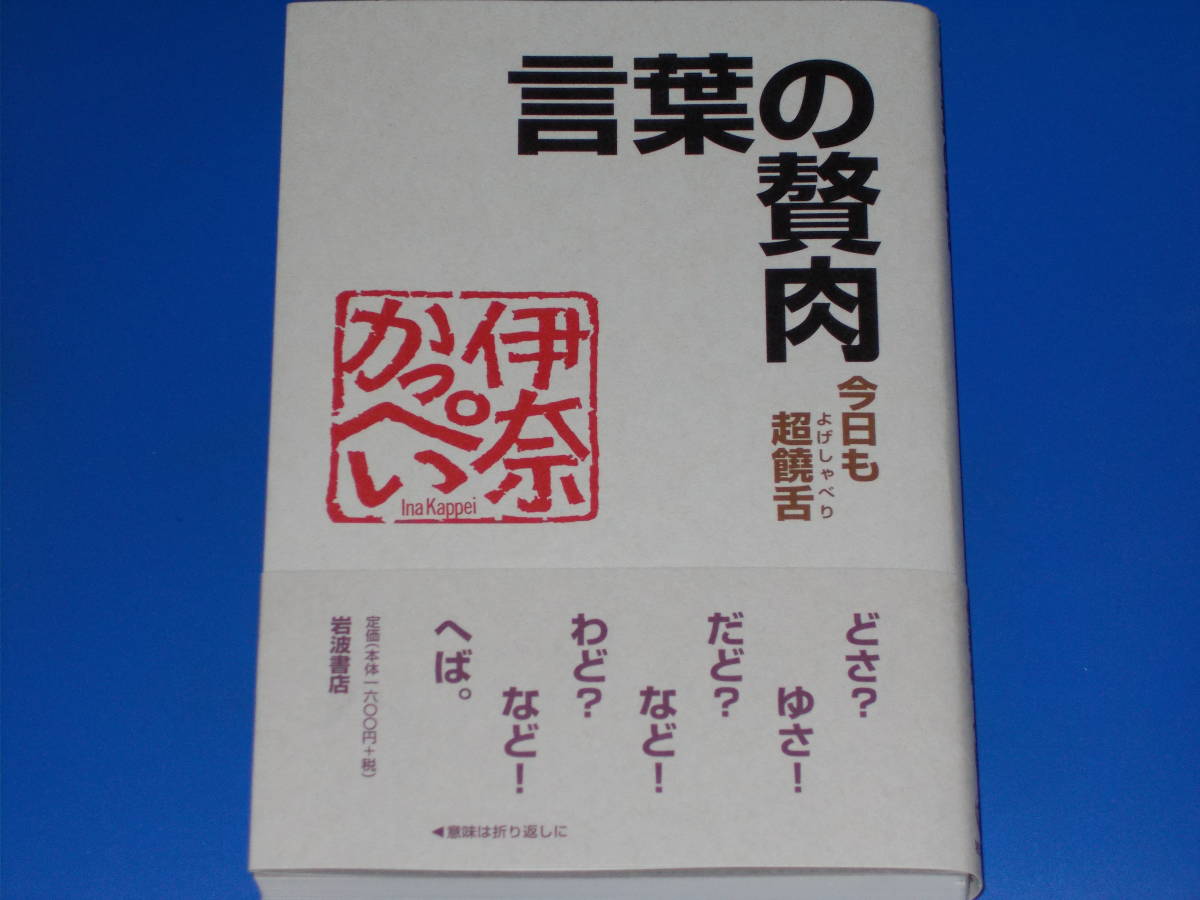 言葉の
贅肉
今日も
超饒舌
よげしゃべり
伊奈
かっぺい
Ina Kappei
どさ?
ゆさ!
だど?
など!
わど?
など!
へば。
定価(本体一六〇〇円+税)
岩波書店
◀意味は折り返しに